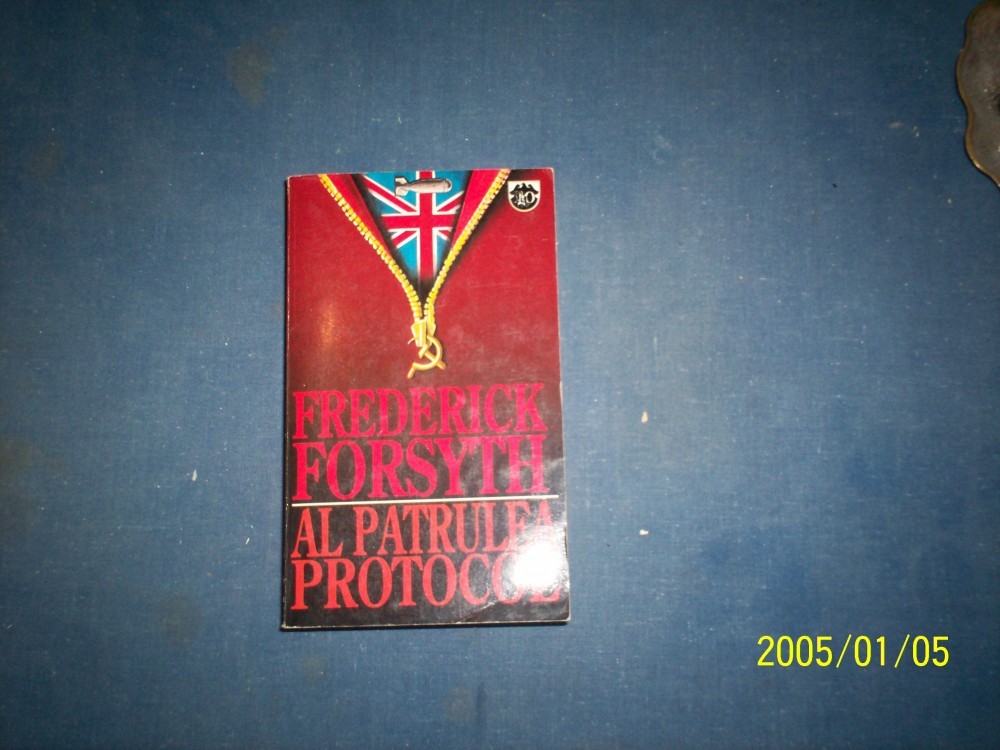 FREDERICK
FORSYTH
AL PATRULEA
PROTOCOL
2005/01/05